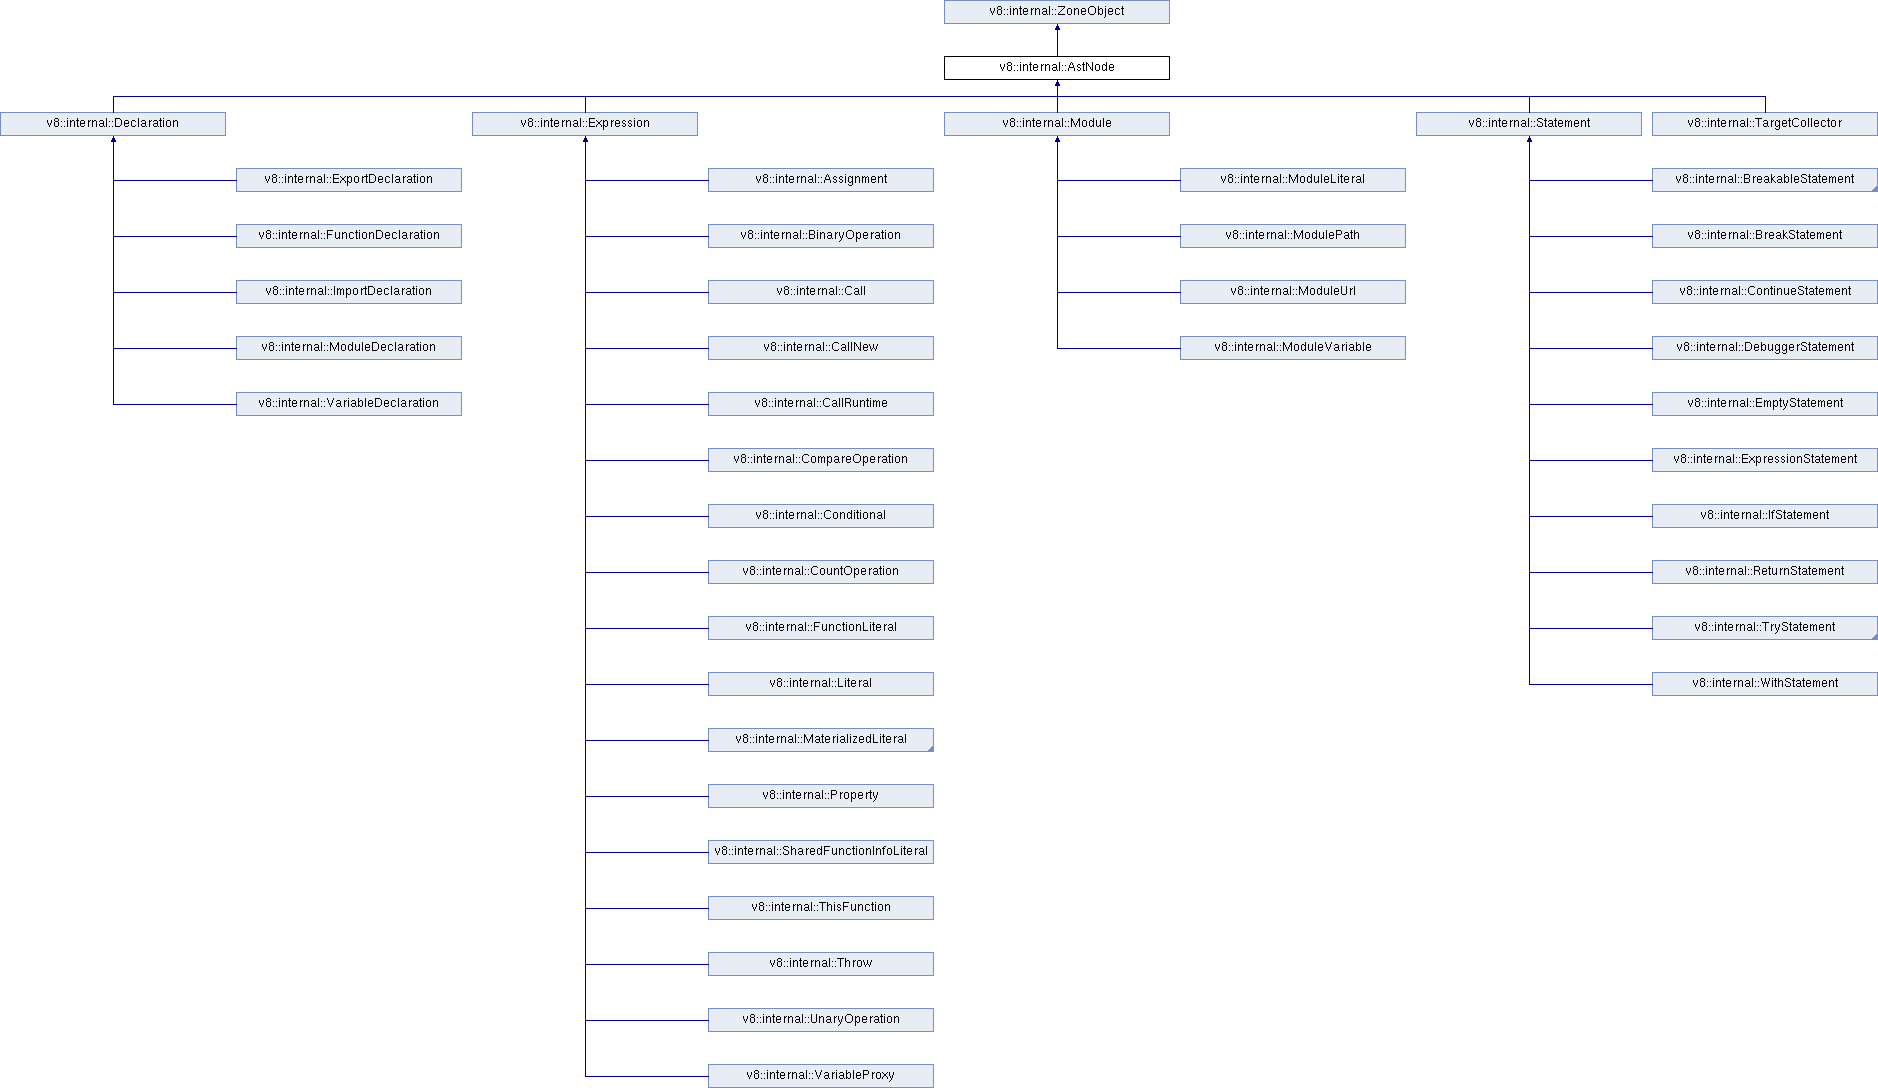 v8::internal::ZoneObject
v8::internal::AstNode
v8::internal::Declaration
v8::internal::Expression
v8::internal::Module
v8::internal::Statement
v8::internal::TargetCollector
v8::internal::ExportDeclaration
v8::internal::Assignment
v8::internal::ModuleLiteral
v8::internal::BreakableStatement
v8::internal::FunctionDeclaration
v8::internal::BinaryOperation
v8::internal::ModulePath
v8::internal::BreakStatement
v8::internal::ImportDeclaration
v8::internal::Call
v8::internal::ModuleUrl
v8::internal::ContinueStatement
v8::internal::ModuleDeclaration
v8::internal::CallNew
v8::internal::ModuleVariable
v8::internal::DebuggerStatement
v8::internal::VariableDeclaration
v8::internal::CallRuntime
v8::internal::EmptyStatement
v8::internal::CompareOperation
v8::internal::ExpressionStatement
v8::internal::Conditional
v8::internal::IfStatement
v8::internal::CountOperation
v8::internal::ReturnStatement
v8::internal::FunctionLiteral
v8::internal::TryStatement
v8::internal::Literal
v8::internal::WithStatement
v8::internal::MaterializedLiteral
v8::internal::Property
v8::internal::SharedFunctionInfoLiteral
v8::internal::ThisFunction
v8::internal::Throw
v8::internal::UnaryOperation
v8::internal::VariableProxy